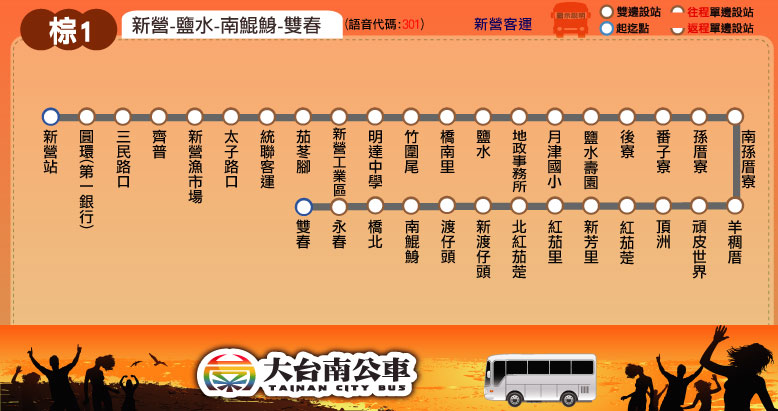 棕1
新營-鹽水-南鯤鯓-雙春
(語音代碼:301)
新營客運
雙邊設站
往程單邊設站
起迄點
返程單邊設站
新營站
圓環(第一銀行)
三民路口
齊普
新營漁市場
太子路口
統聯客運
茄苳腳
新營工業區
明達中學
竹圍尾
橋南里
鹽水
地政事務所
月津國小
鹽水壽園
後寮
番子寮
孫厝寮
南孫厝寮
羊稠厝
頑皮世界
頂洲
紅茄萣
新芳里
紅茄里
北紅茄萣
新渡仔頭
渡仔頭
南鯤鯓
橋北
永春
雙春
大台南公車
TAINAN CITY BUS